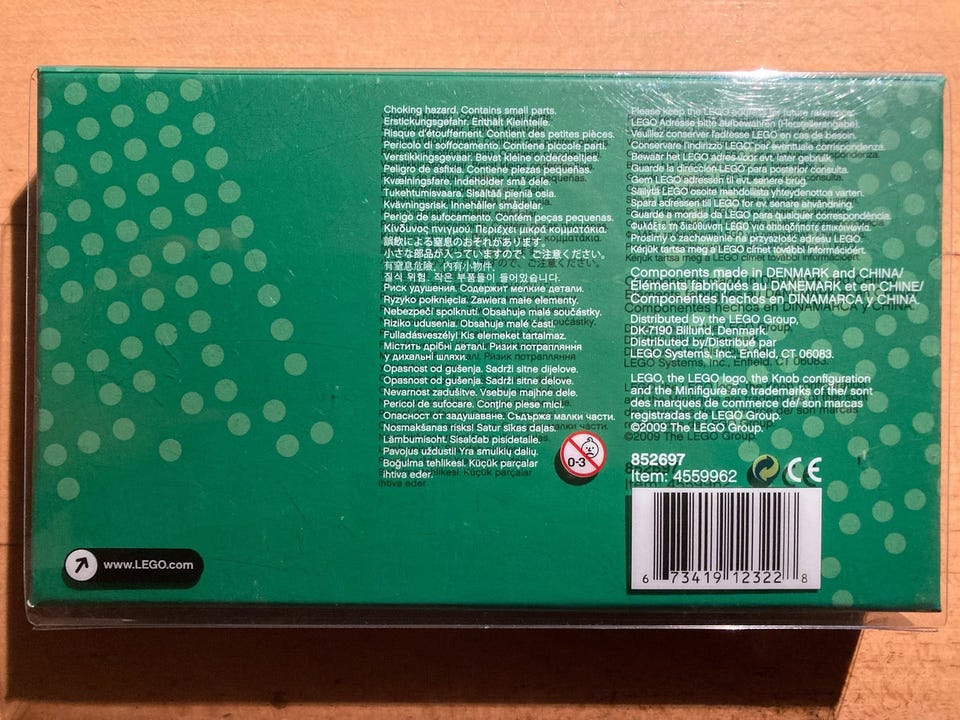 Choking hazard. Contains small parts.
Erstickungsgefahr. Enthält Kleinteile.
Risque d'étouffement. Contient des petites pièces.
Pericolo di soffocamento. Contiene piccole parti.
Verstikkingsgevaar. Bevat kleine onderdeeltjes.
Peligro de asfixia. Contiene piezas pequeñas.
Kvælningsfare. Indeholder små dele.
Tukehtumisvaara. Sisältää pieniä osia.
Kvävningsrisk. Innehåller smådelar.
Perigo de sufocamento. Contém peças pequenas.
Κίνδυνος πνιγμού. Περιέχει μικρά κομματάκια.
誤飲による窒息のおそれがあります。
小さな部品が入っていますので、ご注意ください。
有窒息危險, 內有小物件。
질식 위험. 작은 부품들이 들어있습니다.
Риск удушения. Содержит мелкие детали.
Ryzyko połknięcia. Zawiera małe elementy.
Nebezpečí spolknutí. Obsahuje malé součástky.
Riziko udusenia. Obsahuje malé časti.
Fulladásveszély! Kis elemeket tartalmaz.
Містить дрібні деталі. Ризик потрапляння
у дихальні шляхи.
Opasnost od gušenja. Sadrži sitne dijelove.
Opasnost od gušenja. Sadrži sitne delove.
Nevarnost zadušitve. Vsebuje majhne dele.
Pericol de sufocare. Conţine piese mici.
Опасност от задушаване. Съдържа малки части.
Nosmakšanas risks! Satur sīkas daļas.
Lämbumisoht. Sisaldab pisidetaile.
Pavojus uždusti! Yra smulkių dalių.
Boğulma tehlikesi. Küçük parçalar
ihtiva eder.
0-3
Please keep the LEGO address for future reference.
LEGO Adresse bitte aufbewahren (Herstellerangabe).
Veuillez conserver l'adresse LEGO en cas de besoin.
Conservare l'indirizzo LEGO per eventuale corrispondenza.
Bewaar het LEGO adres voor evt. later gebruik.
Guarde la dirección LEGO para posterior consulta.
Gem LEGO adressen til evt. senere brug.
Säilytä LEGO osoite mahdollista yhteydenottoa varten.
Spara adressen till LEGO for ev. senare användning.
Guarde a morada da LEGO para qualquer correspondência.
Φυλάξτε τη διεύθυνση LEGO για οποιαδήποτε επικοινωνία.
Prosimy o zachowanie na przyszłość adresu LEGO.
Kérjük tartsa meg a LEGO címet további információért.
Components made in DENMARK and CHINA/
Éléments fabriqués au DANEMARK et en CHINE/
Componentes hechos en DINAMARCA y CHINA.
Distributed by the LEGO Group,
DK-7190 Billund, Denmark.
Distributed by/Distribué par
LEGO Systems, Inc., Enfield, CT 06083.
LEGO, the LEGO logo, the Knob configuration
and the Minifigure are trademarks of the/ sont
des marques de commerce de/ son marcas
registradas de LEGO Group.
©2009 The LEGO Group.
852697
Item: 4559962
CE
6 73419 12322 8
www.LEGO.com